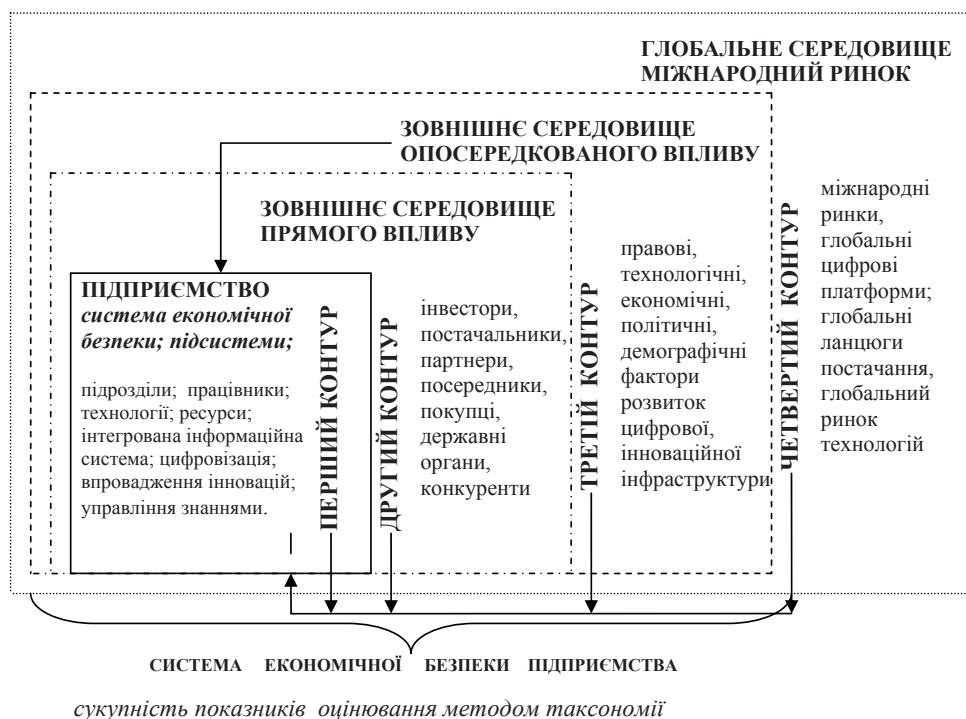 ГЛОБАЛЬНЕ СЕРЕДОВИЩЕ
МІЖНАРОДНИЙ РИНОК
ЗОВНІШНЄ СЕРЕДОВИЩЕ
ОПОСЕРЕДКОВАНОГО ВПЛИВУ
ЗОВНІШНЄ СЕРЕДОВИЩЕ
ПРЯМОГО ВПЛИВУ
ПІДПРИЄМСТВО
система економічної
безпеки; підсистеми;
підрозділи; працівники;
технології; ресурси;
інтегрована інформаційна
система; цифровізація;
впровадження інновацій;
управління знаннями.
ПЕРШИЙ КОНТУР
ДРУГИЙ КОНТУР
інвестори,
постачальники,
партнери,
посередники,
покупці,
державні
органи,
конкуренти
ТРЕТІЙ КОНТУР
правові,
технологічні,
економічні,
політичні,
демографічні
фактори
розвиток
цифрової,
інноваційної
інфраструктури
ЧЕТВЕРТИЙ КОНТУР
міжнародні
ринки,
глобальні
цифрові
платформи;
глобальні
ланцюги
постачання,
глобальний
ринок
технологій
СИСТЕМА ЕКОНОМІЧНОЇ БЕЗПЕКИ ПІДПРИЄМСТВА
сукупність показників оцінювання методом таксономії